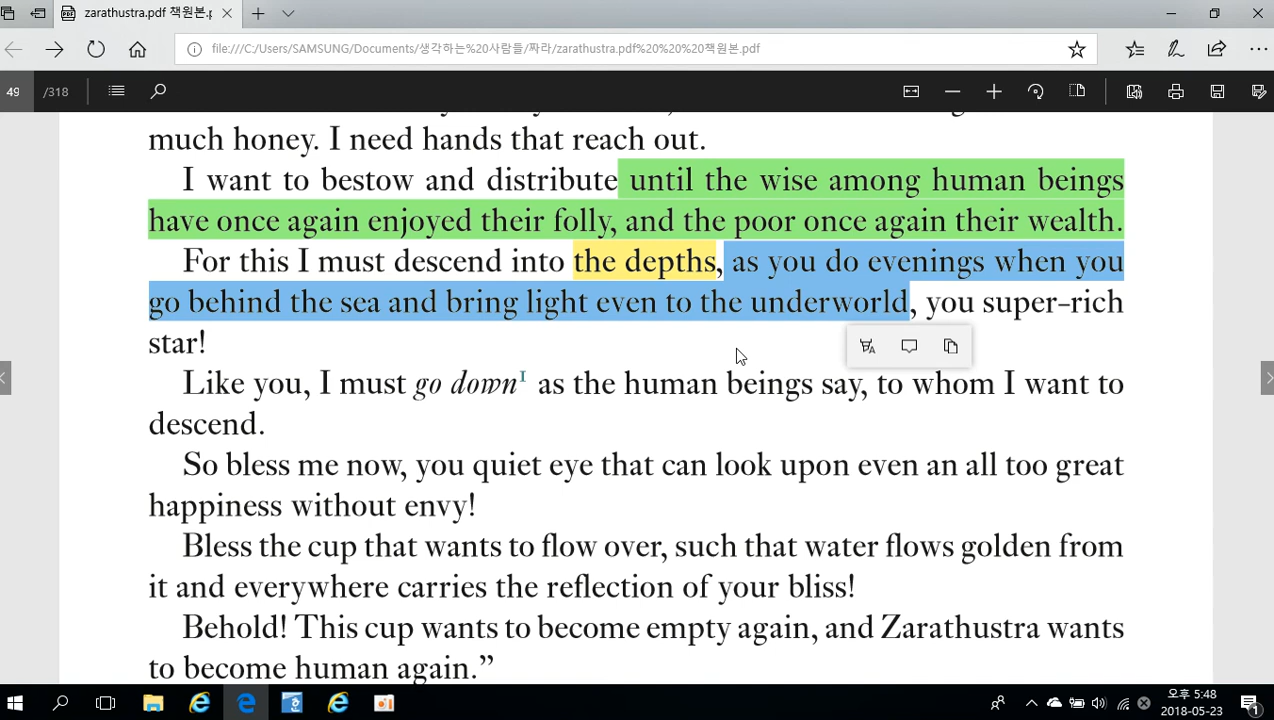 zarathustra.pdf 책원본.p
file:///C:/Users/SAMSUNG/Documents/생각하는%20사람들/짜라/zarathustra.pdf%20%20%20책원본.pdf
49 /318
much honey. I need hands that reach out.
I want to bestow and distribute until the wise among human beings
have once again enjoyed their folly, and the poor once again their wealth.
For this I must descend into the depths, as you do evenings when you
go behind the sea and bring light even to the underworld, you super-rich
star!
Like you, I must go down1 as the human beings say, to whom I want to
descend.
So bless me now, you quiet eye that can look upon even an all too great
happiness without envy!
Bless the cup that wants to flow over, such that water flows golden from
it and everywhere carries the reflection of your bliss!
Behold! This cup wants to become empty again, and Zarathustra wants
to become human again.”
오후 5:48
2018-05-23
1